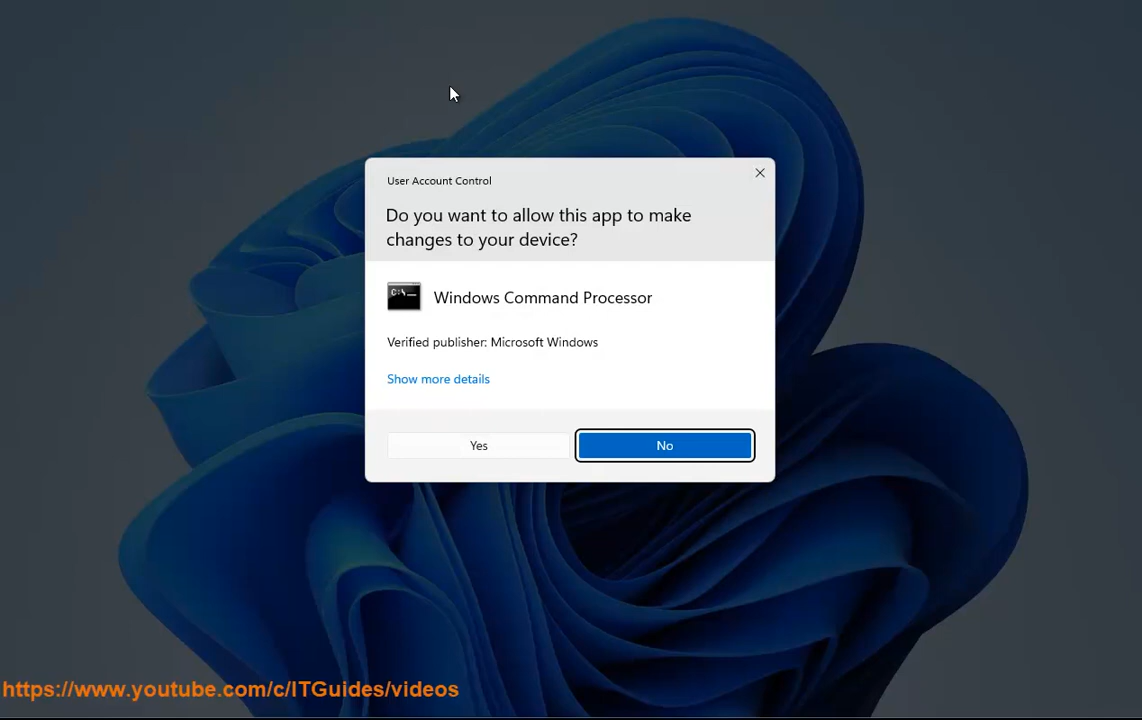 User Account Control
Do you want to allow this app to make
changes to your device?
C:\_
Windows Command Processor
Verified publisher: Microsoft Windows
Show more details
Yes
No
https://www.youtube.com/c/ITGuides/videos